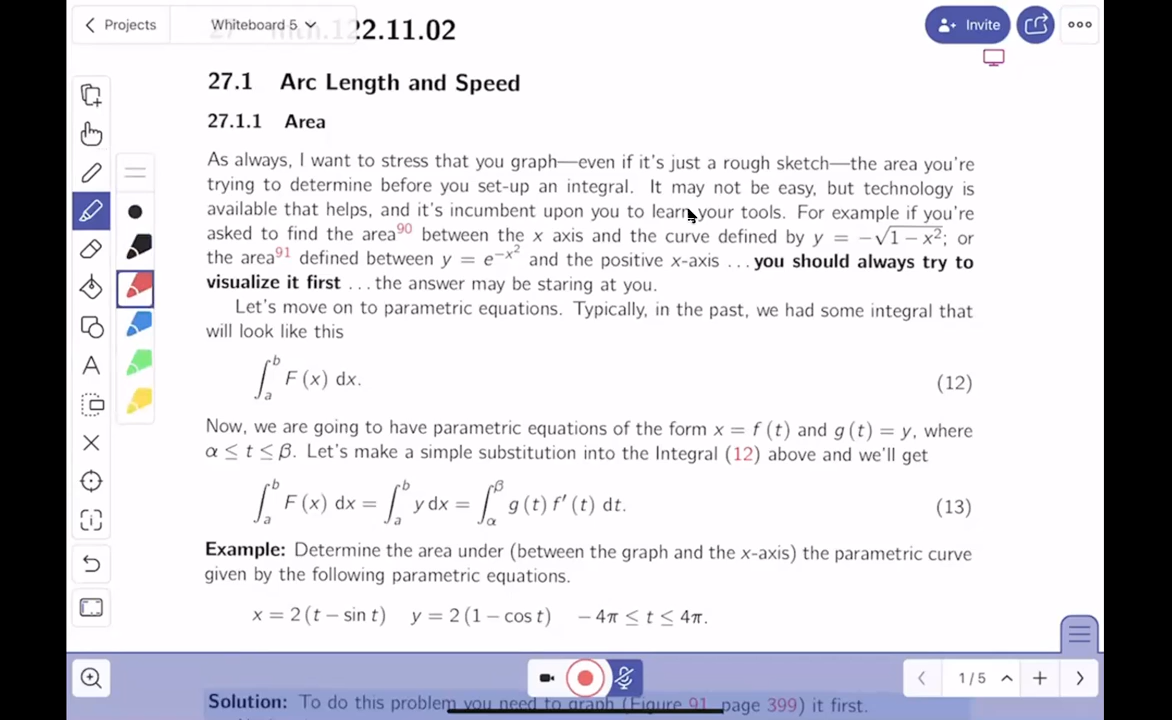 Projects
Whiteboard 5
Invite
22.11.02
27.1 Arc Length and Speed
27.1.1 Area
As always, I want to stress that you graph—even if it's just a rough sketch—the area you're
trying to determine before you set-up an integral. It may not be easy, but technology is
available that helps, and it's incumbent upon you to learn your tools. For example if you're
asked to find the area⁹⁰ between the x axis and the curve defined by y = −√(1 − x²); or
the area⁹¹ defined between y = e^(−x²) and the positive x-axis ... you should always try to
visualize it first ... the answer may be staring at you.
Let's move on to parametric equations. Typically, in the past, we had some integral that
will look like this
∫_a^b F (x) dx. (12)
Now, we are going to have parametric equations of the form x = f (t) and g (t) = y, where
α ≤ t ≤ β. Let's make a simple substitution into the Integral (12) above and we'll get
∫_a^b F (x) dx = ∫_a^b y dx = ∫_α^β g (t) f′ (t) dt. (13)
Example: Determine the area under (between the graph and the x-axis) the parametric curve
given by the following parametric equations.
x = 2 (t − sin t) y = 2 (1 − cos t) − 4π ≤ t ≤ 4π.
1 / 5
Solution: To do this problem you need to graph (Figure 91, page 399) it first.